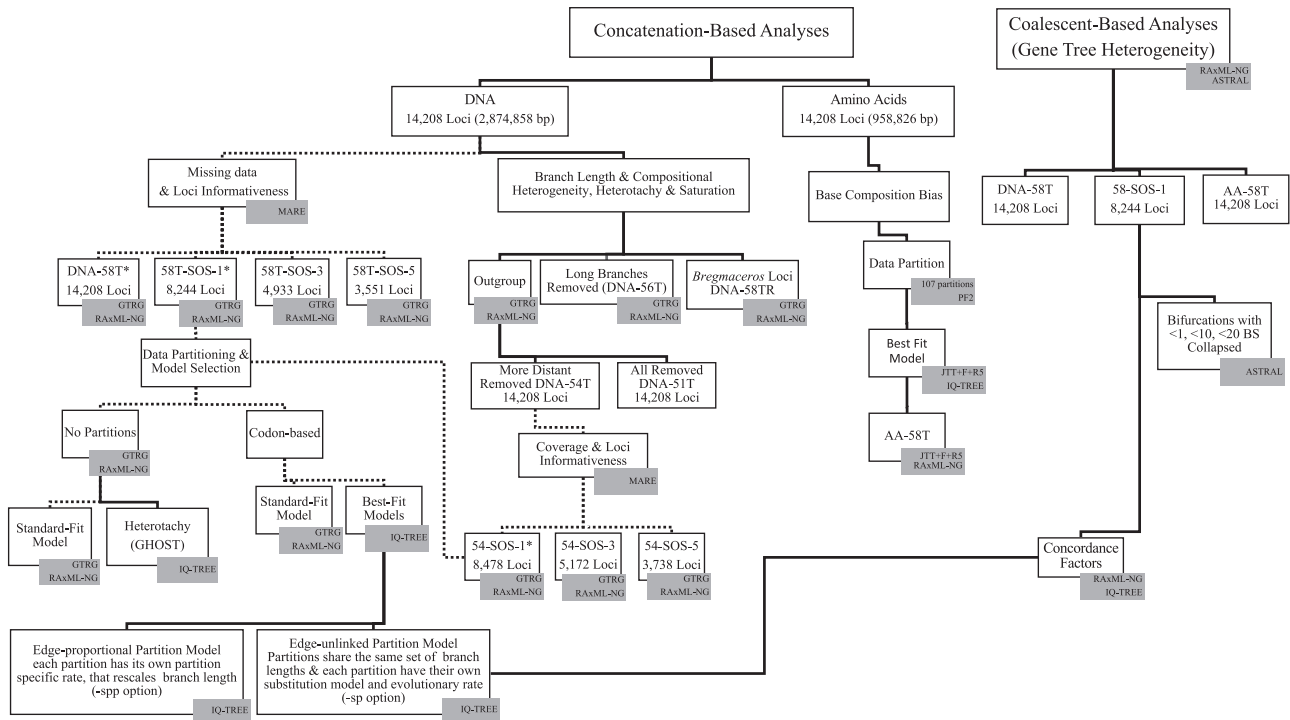 Concatenation-Based Analyses
Coalescent-Based Analyses
(Gene Tree Heterogeneity)
RAxML-NG
ASTRAL
DNA
14,208 Loci (2,874,858 bp)
Amino Acids
14,208 Loci (958,826 bp)
Missing data
& Loci Informativeness
MARE
Branch Length & Compositional
Heterogeneity, Heterotachy & Saturation
Base Composition Bias
DNA-58T
14,208 Loci
58-SOS-1
8,244 Loci
AA-58T
14,208 Loci
DNA-58T*
14,208 Loci
GTRG
RAxML-NG
58T-SOS-1*
8,244 Loci
GTRG
RAxML-NG
58T-SOS-3
4,933 Loci
GTRG
RAxML-NG
58T-SOS-5
3,551 Loci
GTRG
RAxML-NG
Outgroup
GTRG
RAxML-NG
Long Branches
Removed (DNA-56T)
GTRG
RAxML-NG
Bregmaceros Loci
DNA-58TR
GTRG
RAxML-NG
Data Partition
107 partitions
PF2
Data Partitioning &
Model Selection
More Distant
Removed DNA-54T
14,208 Loci
All Removed
DNA-51T
14,208 Loci
Best Fit
Model
JTT+F+R5
IQ-TREE
Bifurcations with
<1, <10, <20 BS
Collapsed
ASTRAL
No Partitions
GTRG
RAxML-NG
Codon-based
Coverage & Loci
Informativeness
MARE
AA-58T
JTT+F+R5
RAxML-NG
Standard-Fit
Model
GTRG
RAxML-NG
Heterotachy
(GHOST)
IQ-TREE
Standard-Fit
Model
GTRG
RAxML-NG
Best-Fit
Models
IQ-TREE
54-SOS-1*
8,478 Loci
GTRG
RAxML-NG
54-SOS-3
5,172 Loci
GTRG
RAxML-NG
54-SOS-5
3,738 Loci
GTRG
RAxML-NG
Concordance
Factors
RAxML-NG
IQ-TREE
Edge-proportional Partition Model
each partition has its own partition
specific rate, that rescales branch length
(-spp option)
IQ-TREE
Edge-unlinked Partition Model
Partitions share the same set of branch
lengths & each partition have their own
substitution model and evolutionary rate
(-sp option)
IQ-TREE